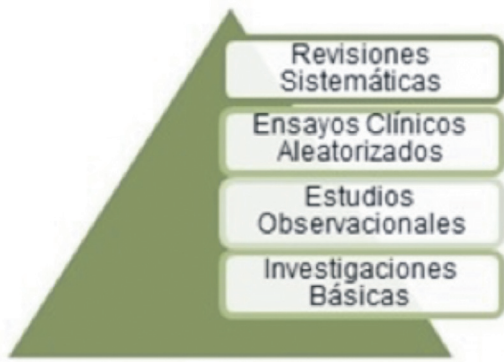 Revisiones
Sistemáticas
Ensayos Clínicos
Aleatorizados
Estudios
Observacionales
Investigaciones
Básicas